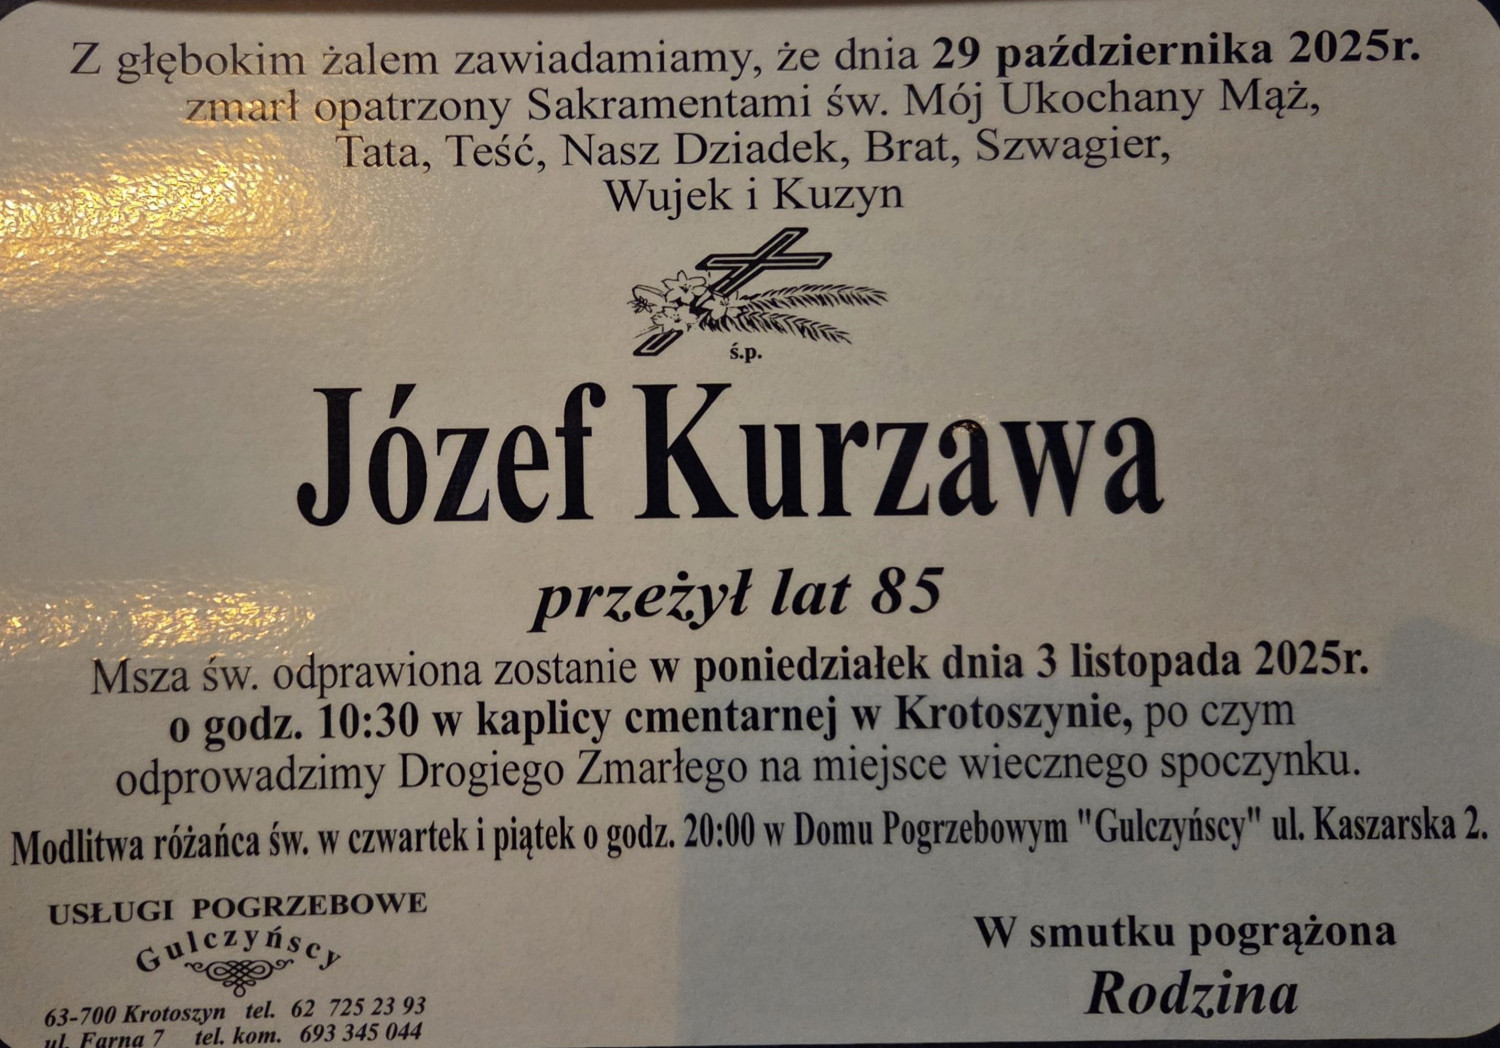 Z głębokim żalem zawiadamiamy, że dnia 29 października 2025r.
zmarł opatrzony Sakramentami św. Mój Ukochany Mąż,
Tata, Teść, Nasz Dziadek, Brat, Szwagier,
Wujek i Kuzyn
ś.p.
Józef Kurzawa
przeżył lat 85
Msza św. odprawiona zostanie w poniedziałek dnia 3 listopada 2025r.
o godz. 10:30 w kaplicy cmentarnej w Krotoszynie, po czym
odprowadzimy Drogiego Zmarłego na miejsce wiecznego spoczynku.
Modlitwa różańca św. w czwartek i piątek o godz. 20:00 w Domu Pogrzebowym "Gulczyńscy" ul. Kaszarska 2.
USŁUGI POGRZEBOWE
Gulczyńscy
63-700 Krotoszyn tel. 62 725 23 93
ul. Farna 7 tel. kom. 693 345 044
W smutku pogrążona
Rodzina